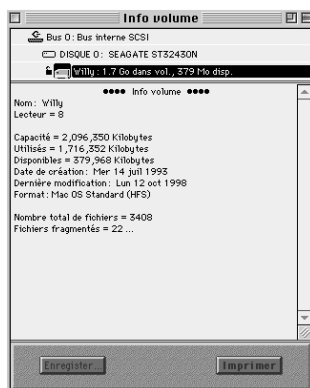 Info volume
Bus 0: Bus interne SCSI
DISQUE 0: SEAGATE ST32430N
Willy: 1.7 Go dans vol., 379 Mo disp.
●●●● Info volume ●●●●
Nom: Willy
Lecteur = 8
Capacité = 2,096,350 Kilobytes
Utilisés = 1,716,352 Kilobytes
Disponibles = 379,968 Kilobytes
Date de création: Mer 14 juil 1993
Dernière modification: Lun 12 oct 1998
Format: Mac OS Standard (HFS)
Nombre total de fichiers = 3408
Fichiers fragmentés = 22 ...
Enregister...
Imprimer